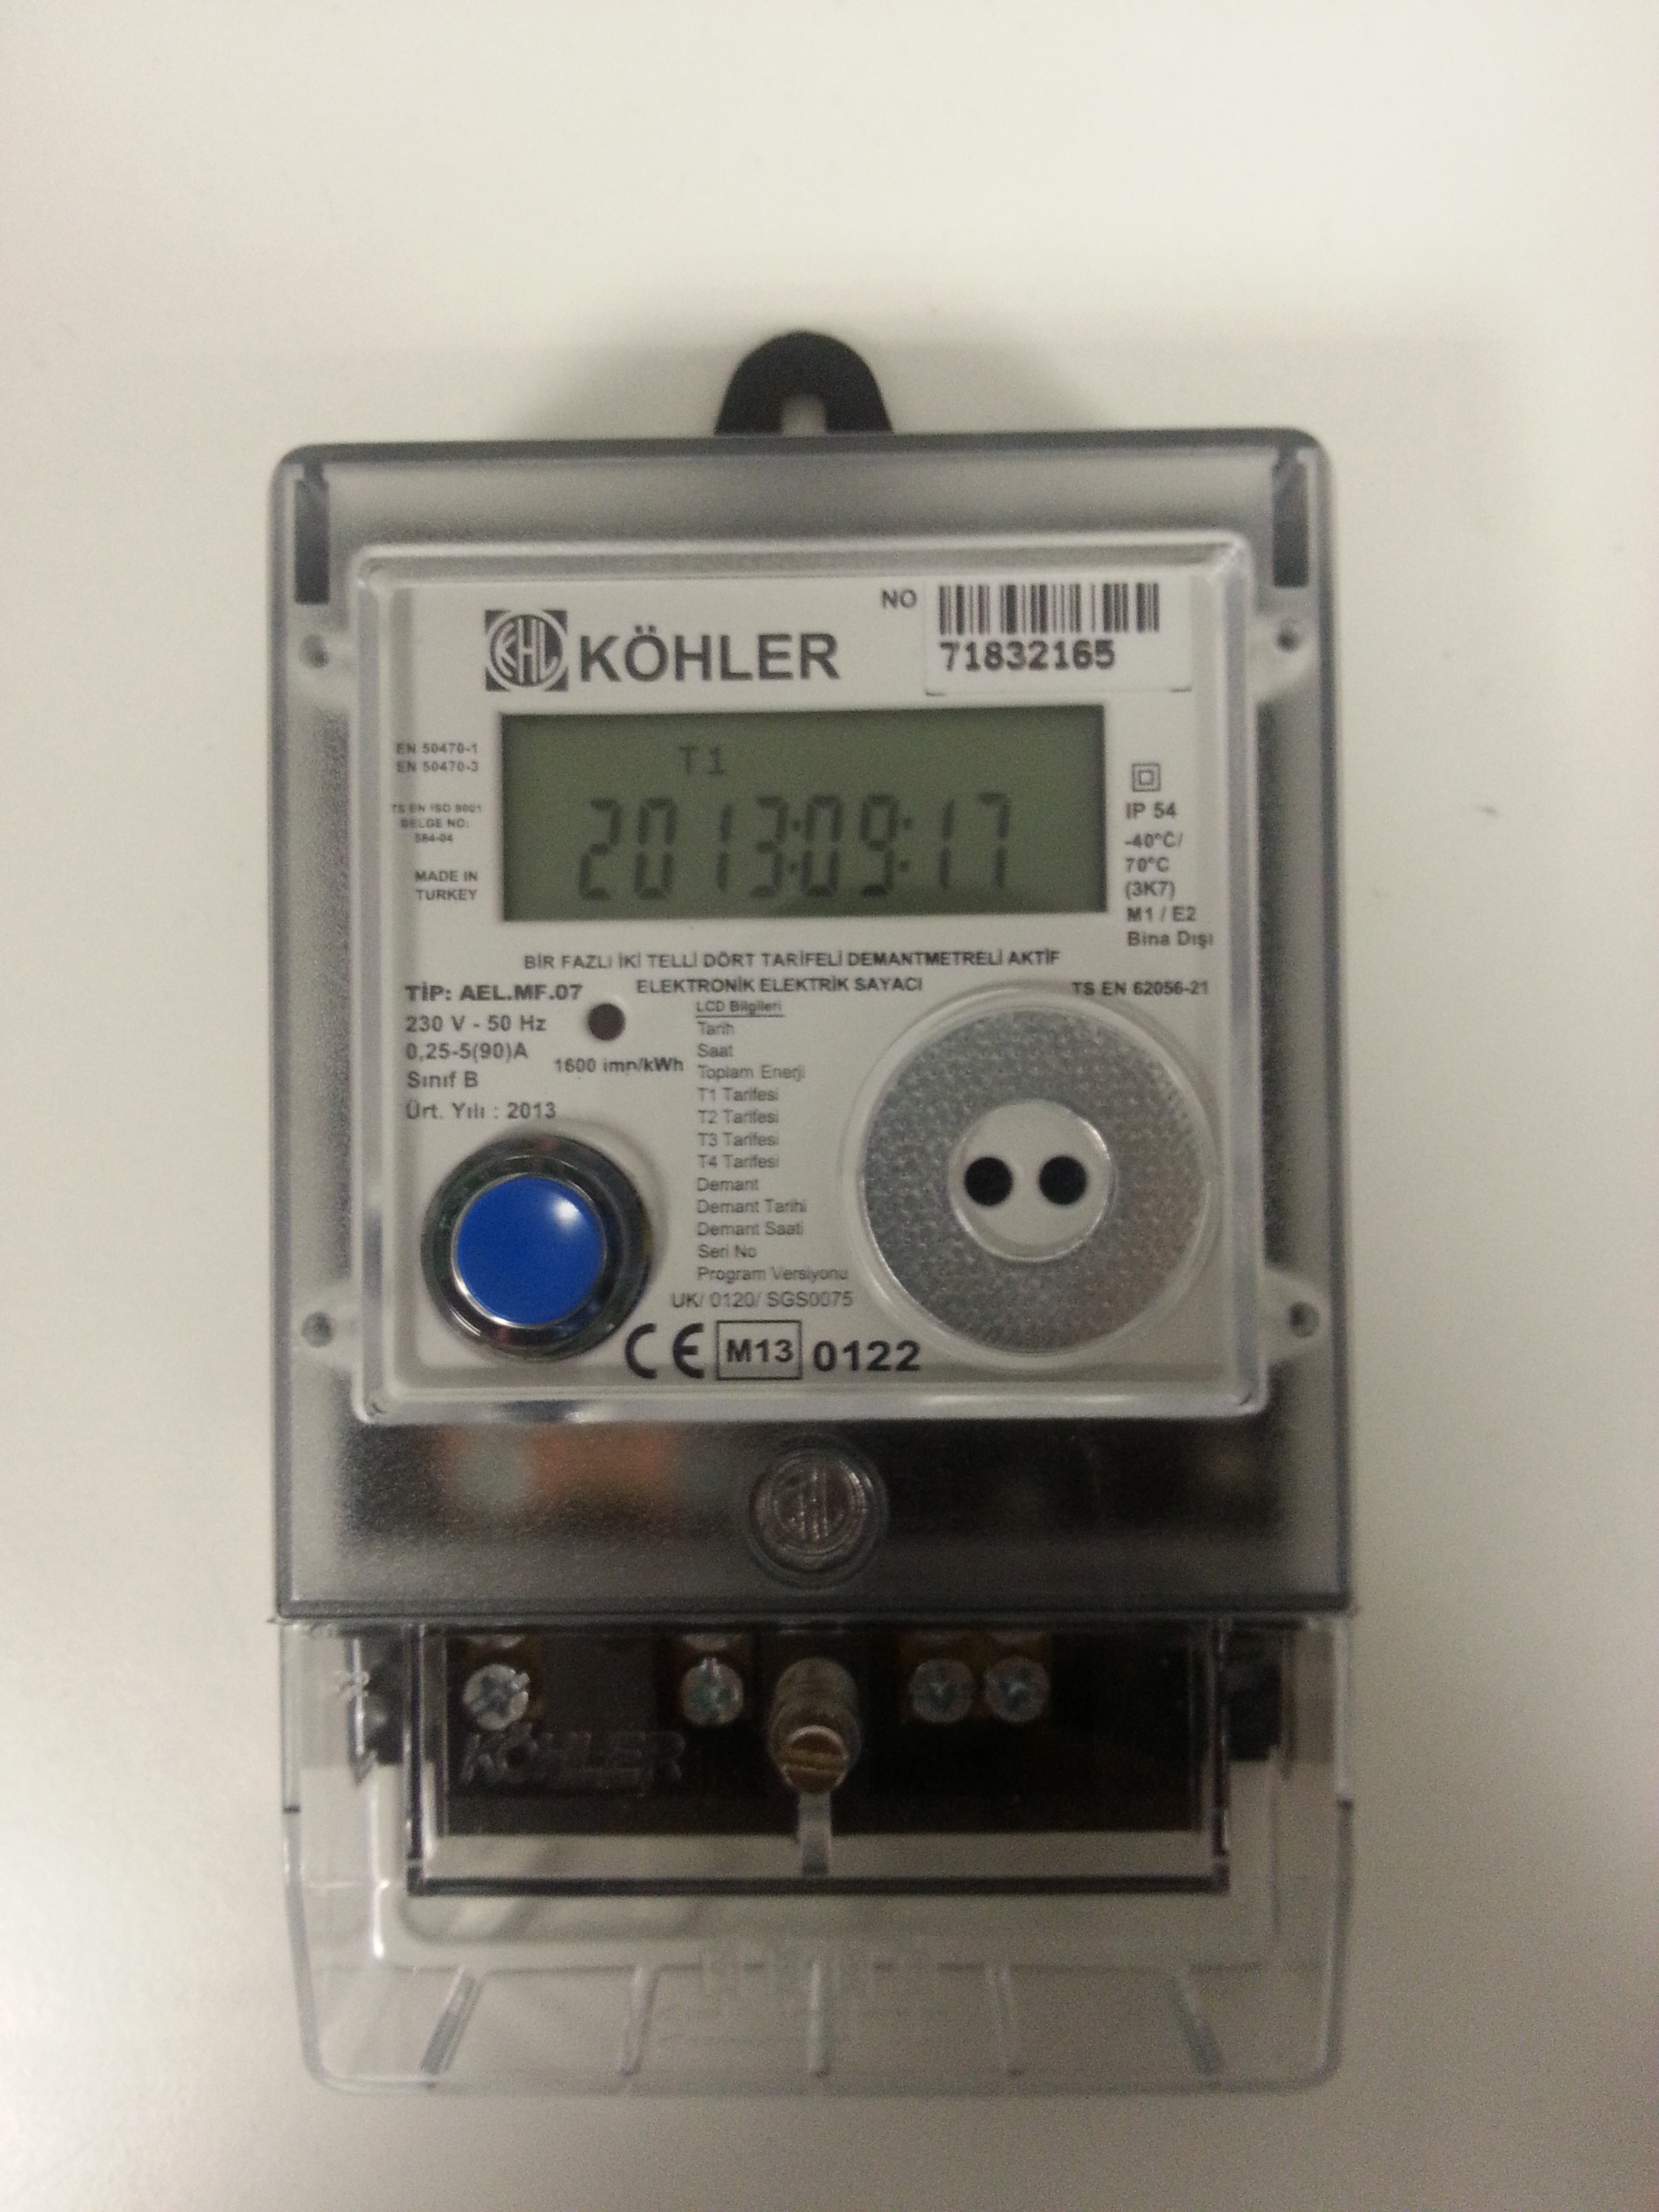 NO
71832165
EHL KÖHLER
EN 50470-1
EN 50470-3
TS EN ISO 9001
BELGE NO:
584-04
MADE IN
TURKEY
T1
2013:09:17
IP 54
-40°C/
70°C
(3K7)
M1 / E2
Bina Dışı
BİR FAZLI İKİ TELLİ DÖRT TARİFELİ DEMANTMETRELİ AKTİF
ELEKTRONİK ELEKTRİK SAYACI
TS EN 62056-21
TİP: AEL.MF.07
230 V - 50 Hz
0,25-5(90)A
Sınıf B
Ürt. Yılı : 2013
1600 imp/kWh
LCD Bilgileri
Tarih
Saat
Toplam Enerji
T1 Tarifesi
T2 Tarifesi
T3 Tarifesi
T4 Tarifesi
Demant
Demant Tarihi
Demant Saati
Seri No
Program Versiyonu
UK/ 0120/ SGS0075
CE M13 0122
KÖHLER